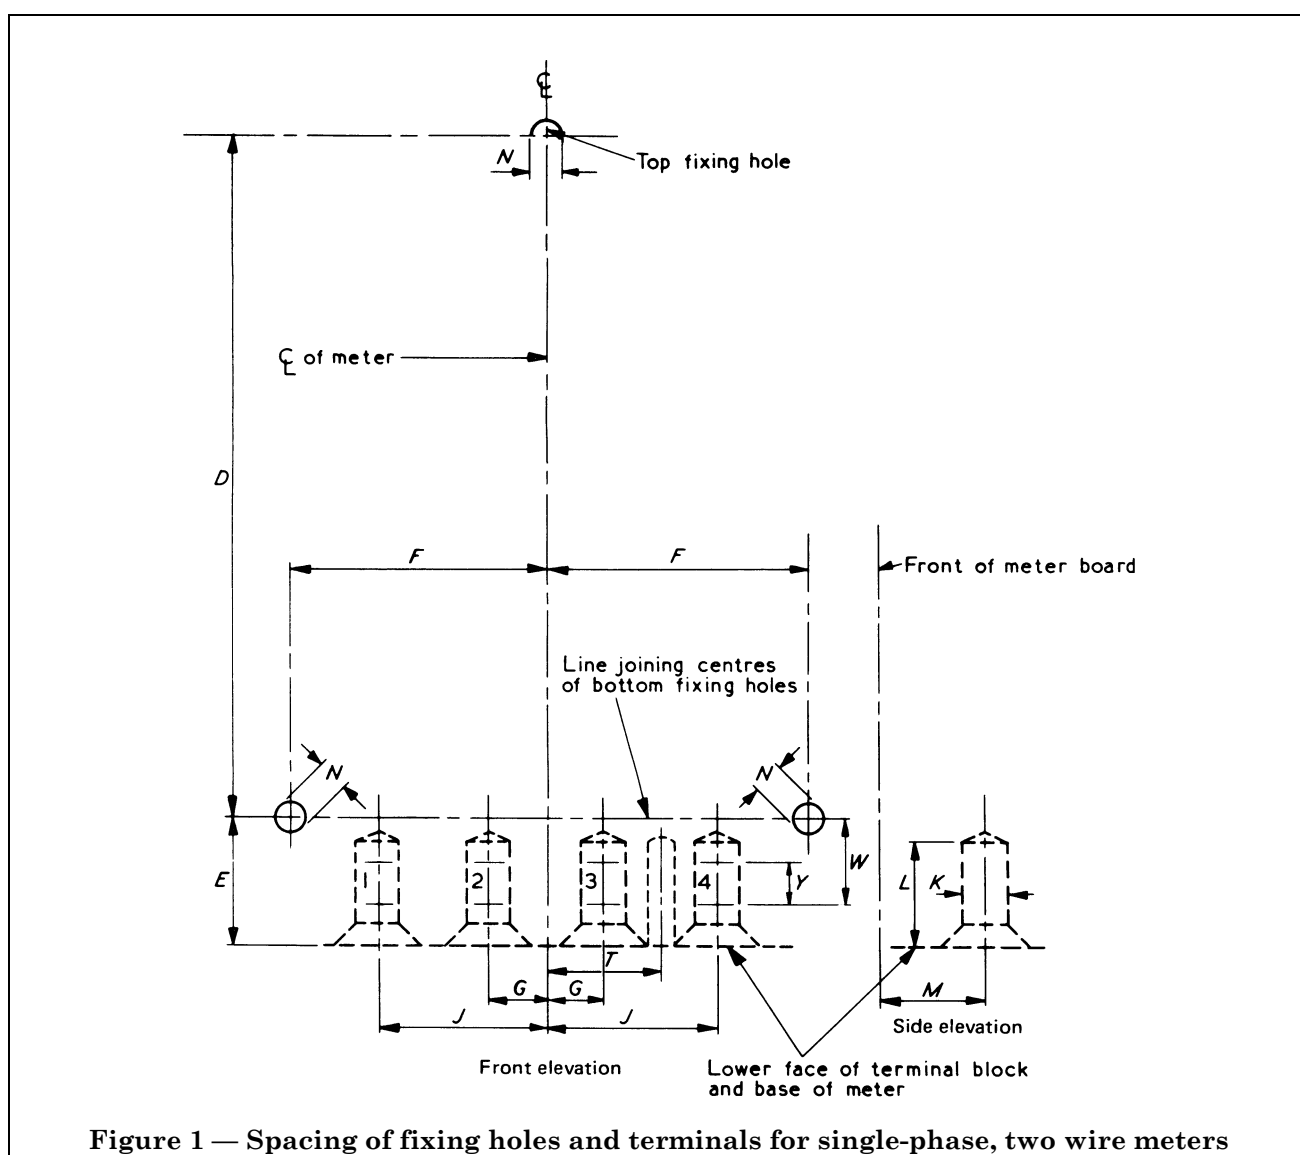 ℄
N
Top fixing hole
℄ of meter
D
F
F
Front of meter board
Line joining centres
of bottom fixing holes
N
N
E
1
2
3
4
Y
W
L
K
T
G
G
M
J
J
Side elevation
Front elevation
Lower face of terminal block
and base of meter
Figure 1 — Spacing of fixing holes and terminals for single-phase, two wire meters